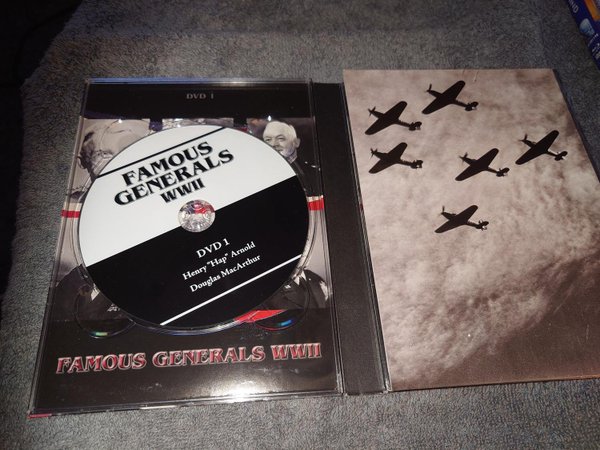 DVD 1
FAMOUS
GENERALS
WWII
DVD 1
Henry "Hap" Arnold
Douglas MacArthur
FAMOUS GENERALS WWII